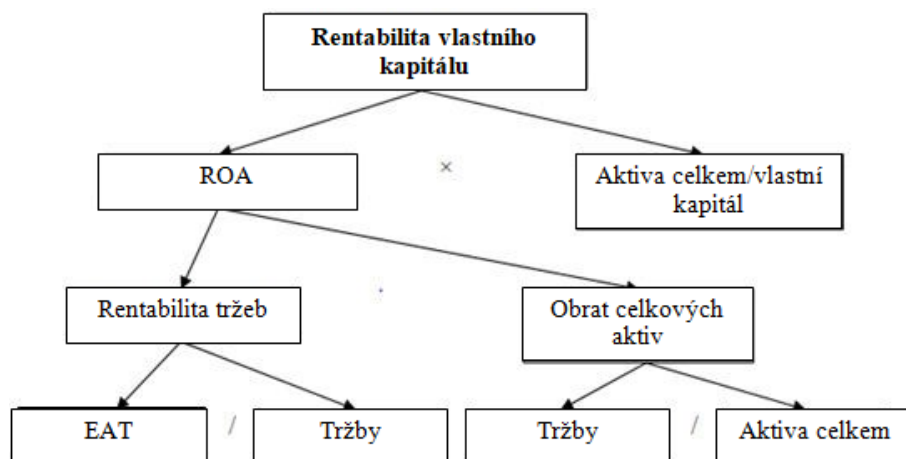 Rentabilita vlastního
kapitálu
ROA
×
Aktiva celkem/vlastní
kapitál
Rentabilita tržeb
Obrat celkových
aktiv
EAT
/
Tržby
Tržby
/
Aktiva celkem